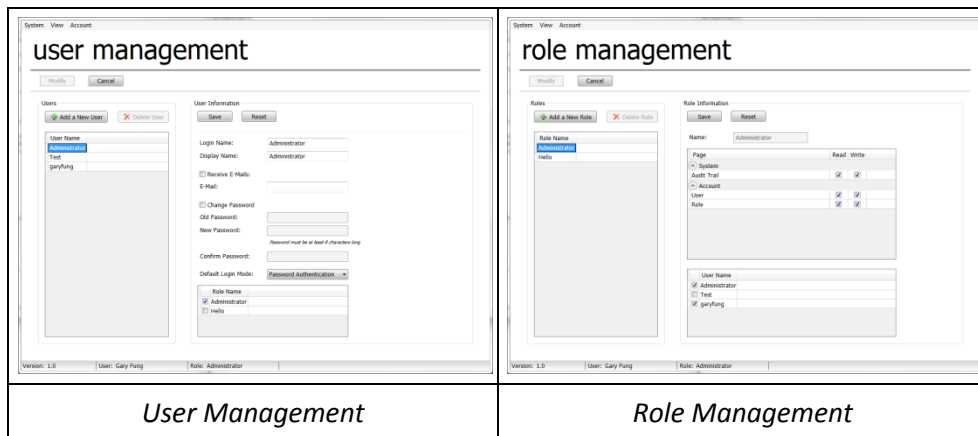 System View Account
user management
Modify Cancel
Users
Add a New User Delete User
User Name
Administrator
Test
garyfung
User Information
Save Reset
Login Name: Administrator
Display Name: Administrator
Receive E-Mails:
E-Mail:
Change Password
Old Password:
New Password:
Password must be at least 8 characters long
Confirm Password:
Default Login Mode: Password Authentication
Role Name
Administrator
Hello
Version: 1.0 User: Gary Fung Role: Administrator
User Management
System View Account
role management
Modify Cancel
Roles
Add a New Role Delete Role
Role Name
Administrator
Hello
Role Information
Save Reset
Name: Administrator
Page Read Write
System
Audit Trail
Account
User
Role
User Name
Administrator
Test
garyfung
Version: 1.0 User: Gary Fung Role: Administrator
Role Management